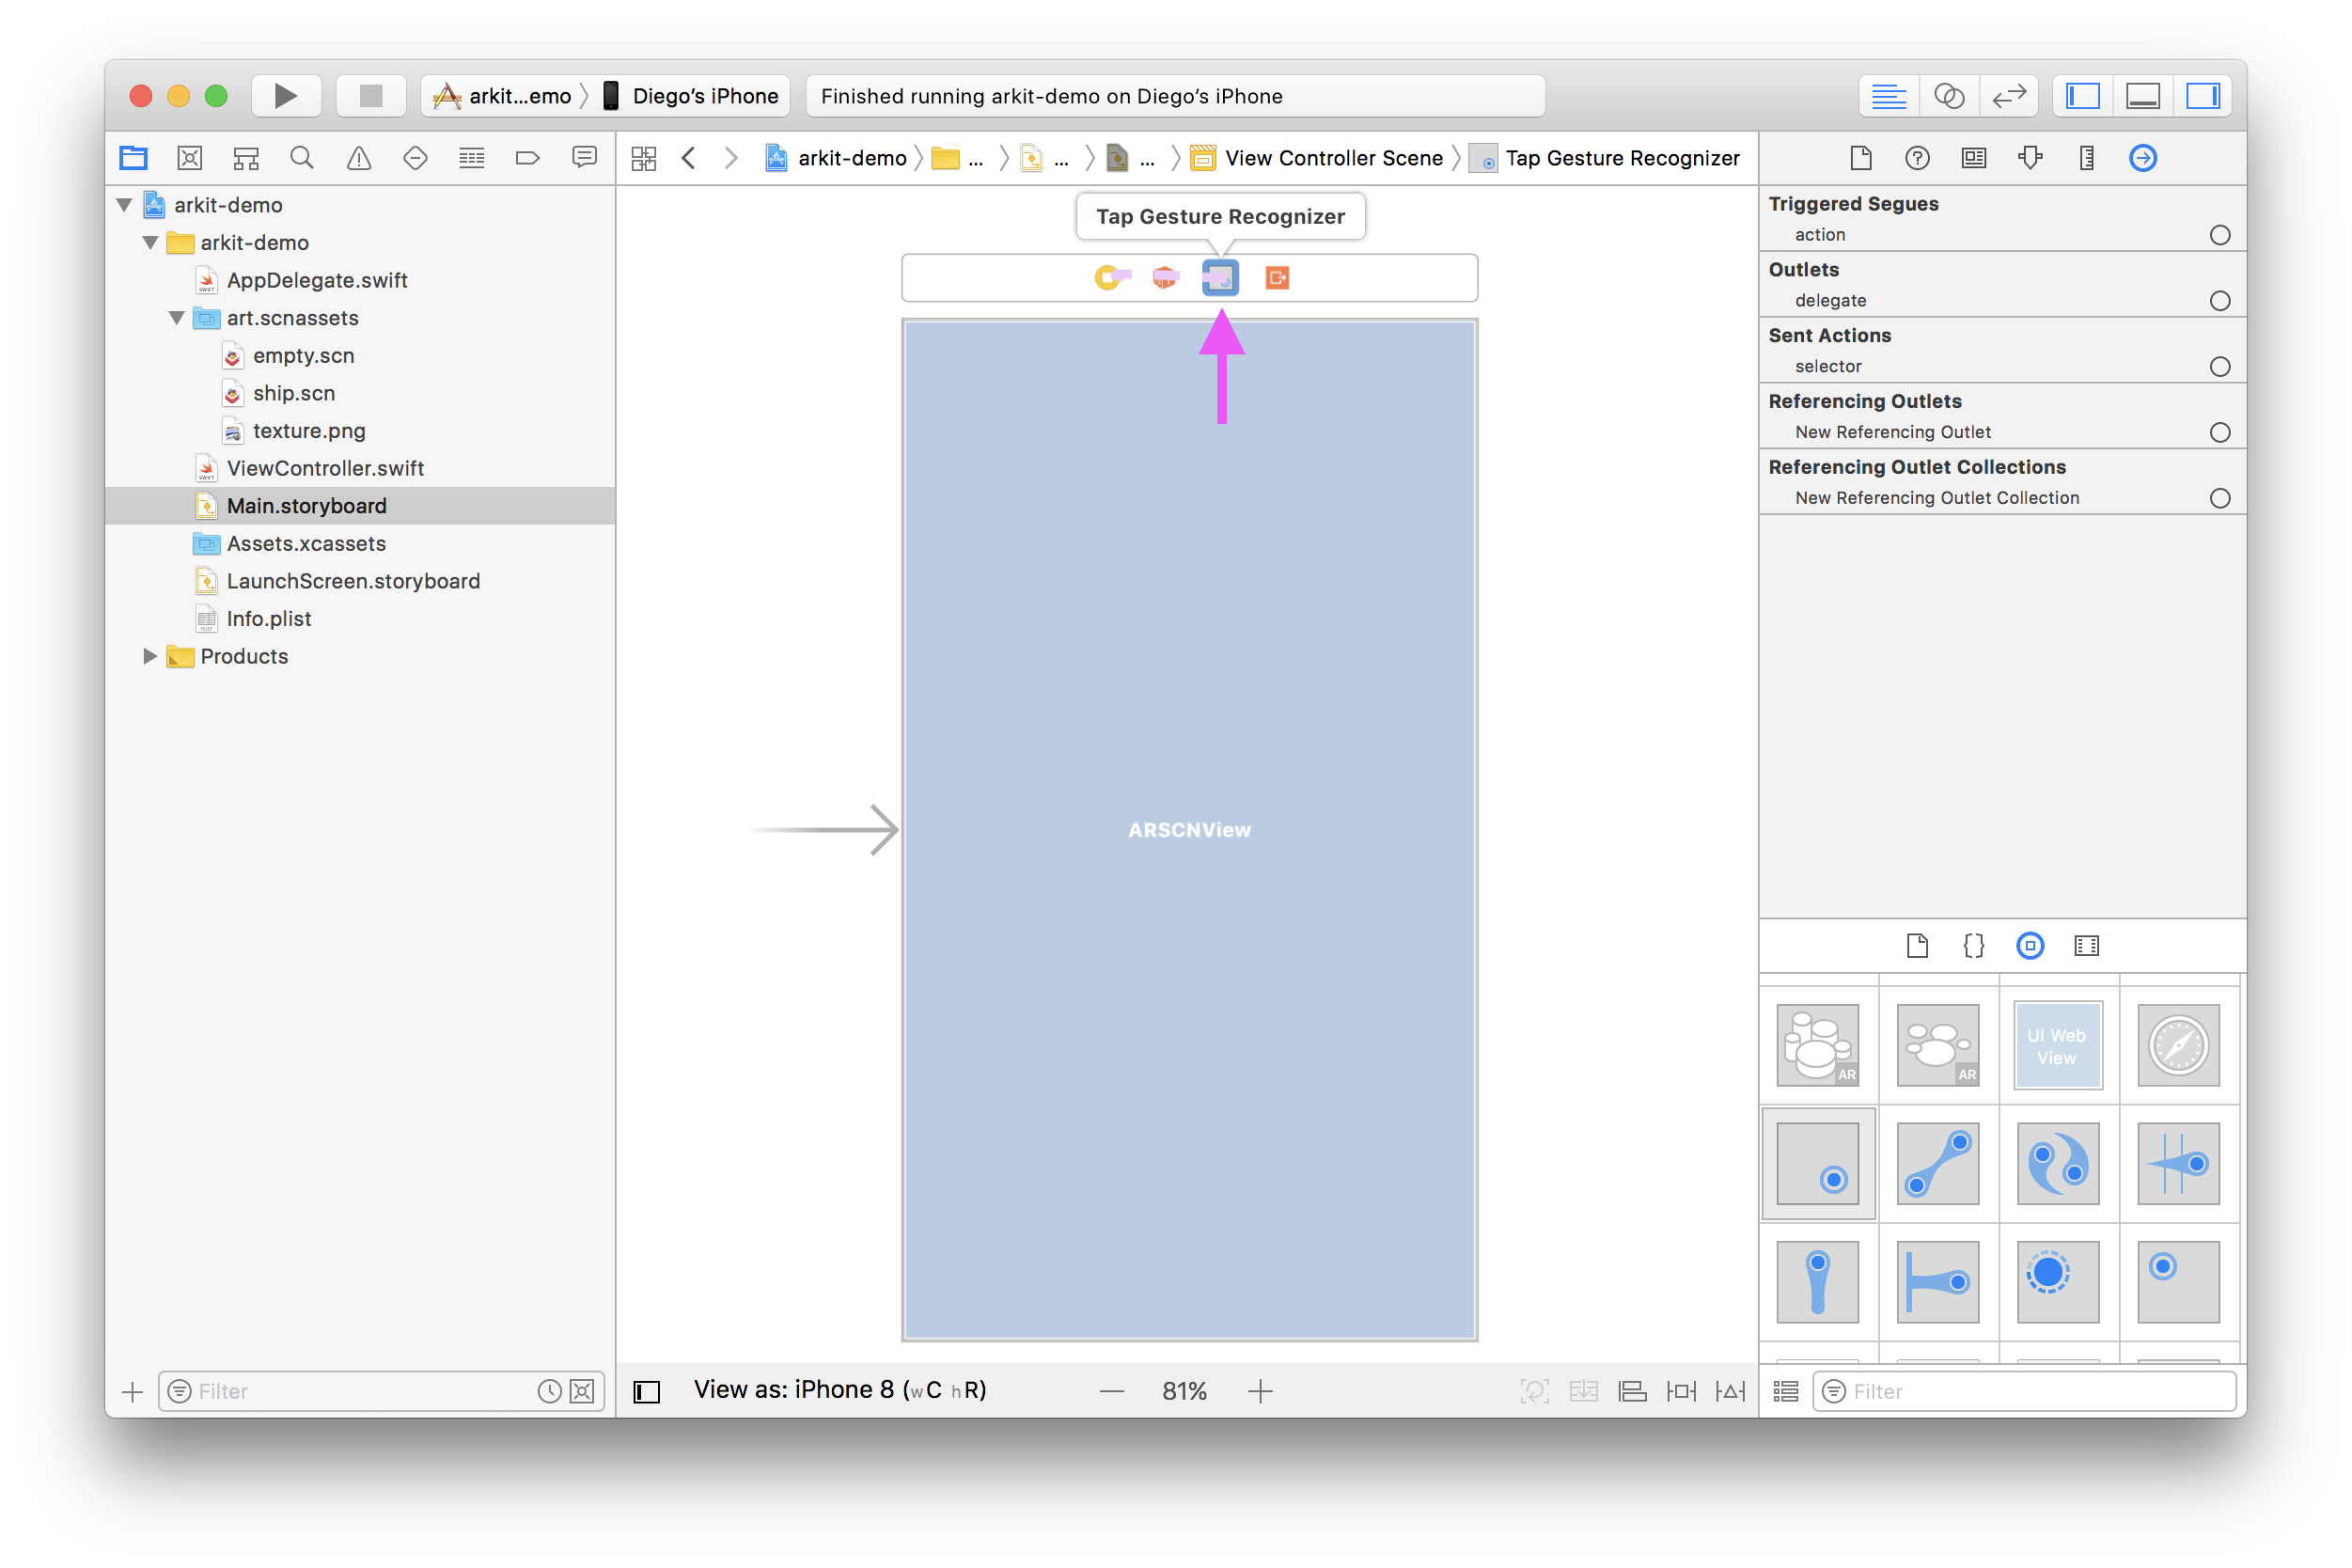 arkit...emo
Diego’s iPhone
Finished running arkit-demo on Diego’s iPhone
arkit-demo
...
...
...
View Controller Scene
Tap Gesture Recognizer
arkit-demo
arkit-demo
AppDelegate.swift
art.scnassets
empty.scn
ship.scn
texture.png
ViewController.swift
Main.storyboard
Assets.xcassets
LaunchScreen.storyboard
Info.plist
Products
Filter
Tap Gesture Recognizer
ARSCNView
View as: iPhone 8 (wC hR)
81%
Triggered Segues
action
Outlets
delegate
Sent Actions
selector
Referencing Outlets
New Referencing Outlet
Referencing Outlet Collections
New Referencing Outlet Collection
{}
AR
AR
UI Web
View
Filter